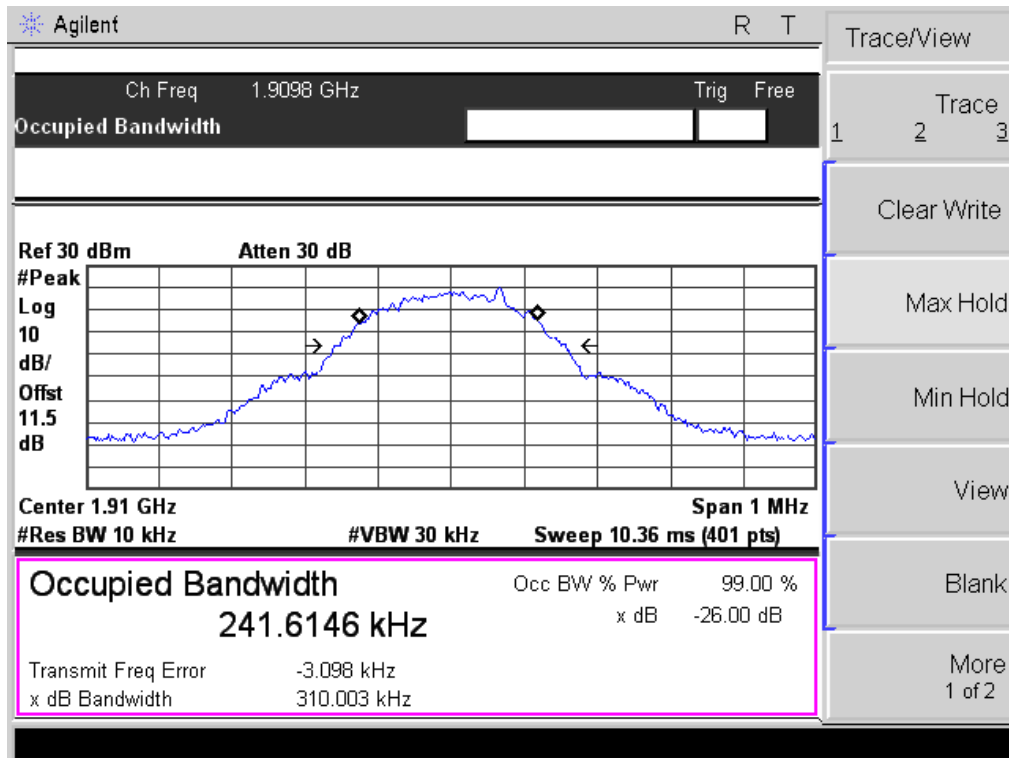 Agilent R T
Ch Freq 1.9098 GHz Trig Free
Occupied Bandwidth
Ref 30 dBm Atten 30 dB
#Peak
Log
10
dB/
Offst
11.5
dB
Center 1.91 GHz Span 1 MHz
#Res BW 10 kHz #VBW 30 kHz Sweep 10.36 ms (401 pts)
Occupied Bandwidth Occ BW % Pwr 99.00 %
241.6146 kHz x dB -26.00 dB
Transmit Freq Error -3.098 kHz
x dB Bandwidth 310.003 kHz
Trace/View
Trace
1 2 3
Clear Write
Max Hold
Min Hold
View
Blank
More
1 of 2